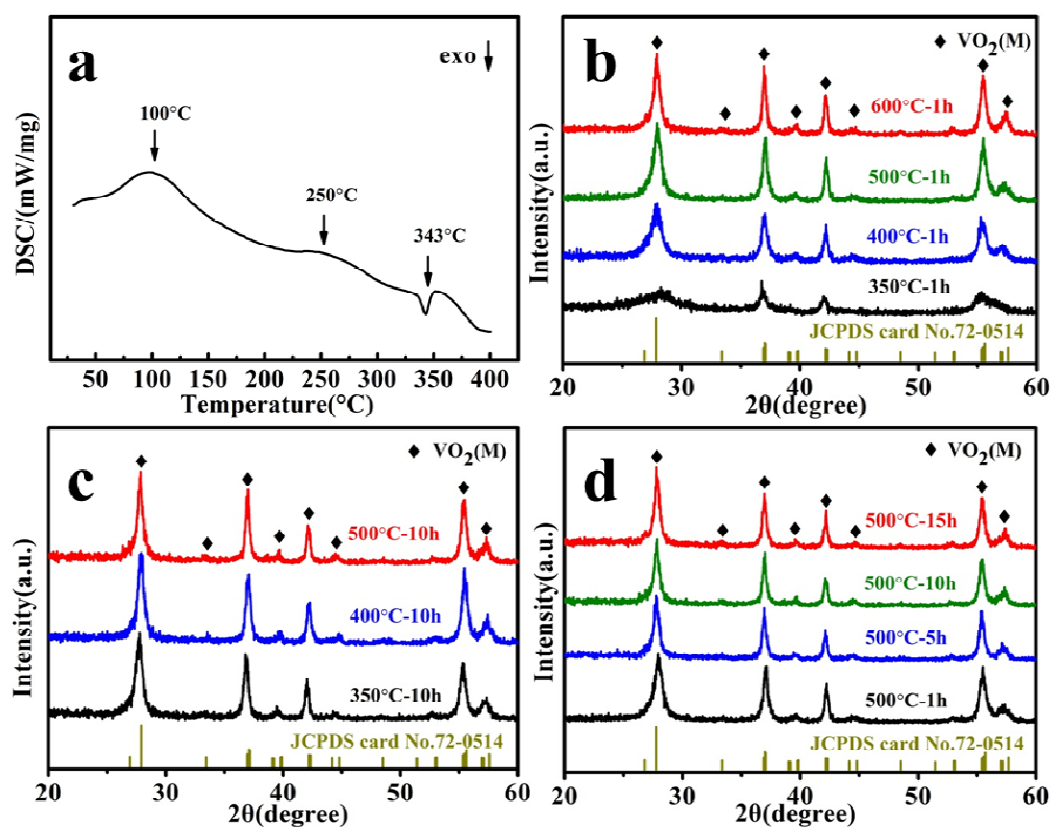 a
exo
100°C
250°C
343°C
DSC/(mW/mg)
50 100 150 200 250 300 350 400
Temperature(°C)
b
VO2(M)
600°C-1h
500°C-1h
400°C-1h
350°C-1h
JCPDS card No.72-0514
Intensity(a.u.)
20 30 40 50 60
2θ(degree)
c
VO2(M)
500°C-10h
400°C-10h
350°C-10h
JCPDS card No.72-0514
Intensity(a.u.)
20 30 40 50 60
2θ(degree)
d
VO2(M)
500°C-15h
500°C-10h
500°C-5h
500°C-1h
JCPDS card No.72-0514
Intensity(a.u.)
20 30 40 50 60
2θ(degree)